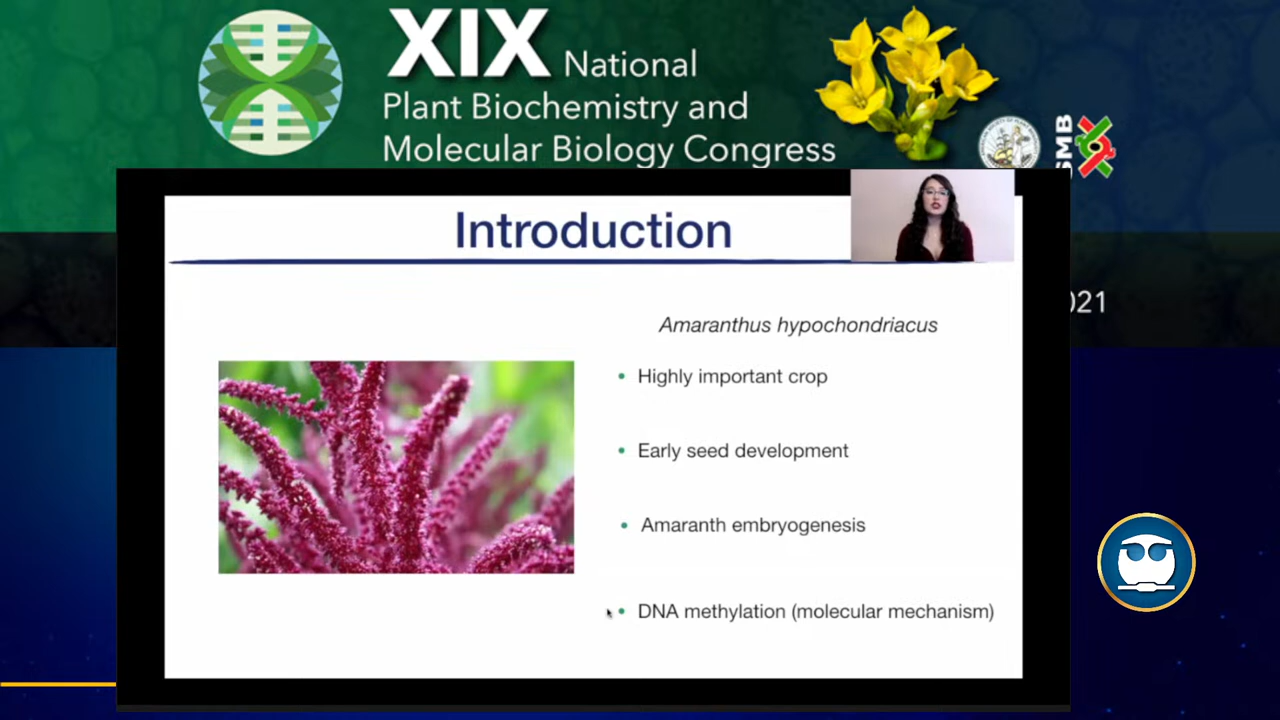 XIX National
Plant Biochemistry and
Molecular Biology Congress
SMB
Introduction
021
Amaranthus hypochondriacus
• Highly important crop
• Early seed development
• Amaranth embryogenesis
• DNA methylation (molecular mechanism)